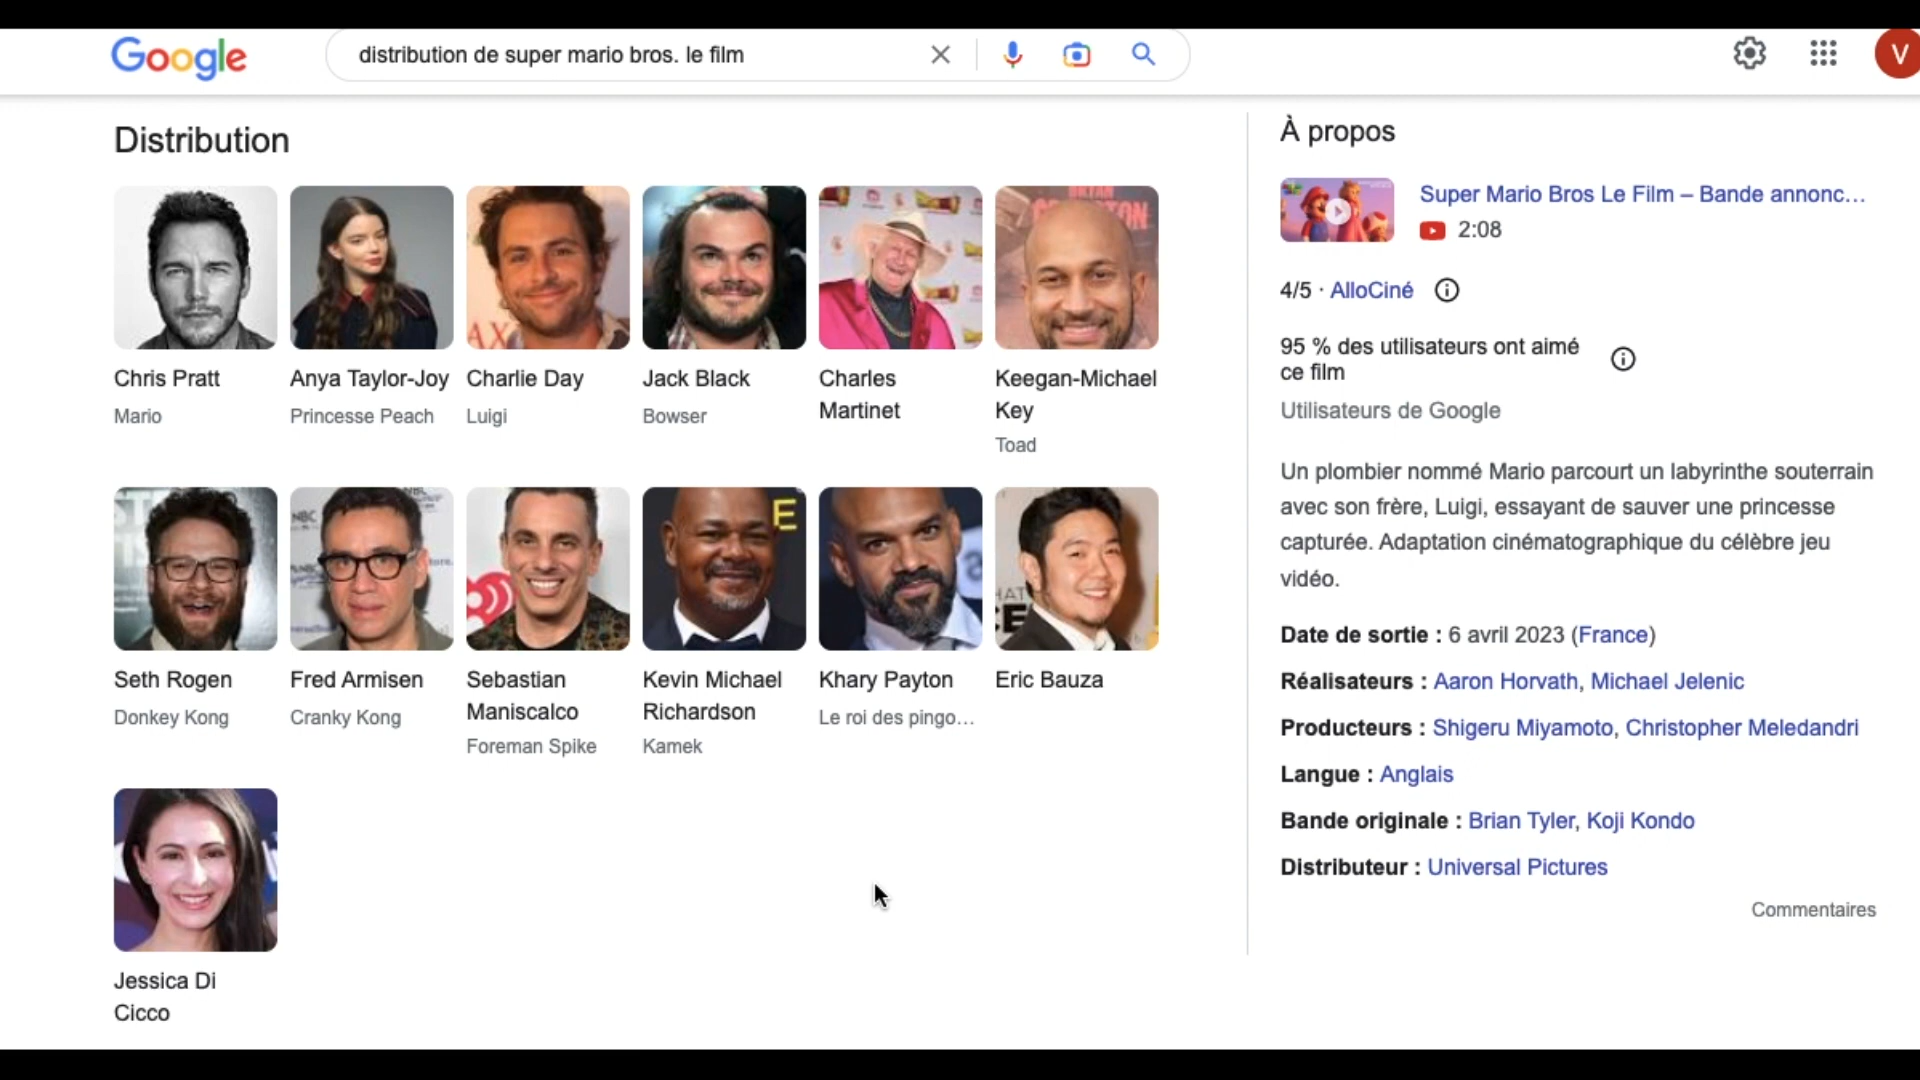 Google
distribution de super mario bros. le film
V
Distribution
Chris Pratt
Mario
Anya Taylor-Joy
Princesse Peach
Charlie Day
Luigi
Jack Black
Bowser
Charles
Martinet
Keegan-Michael
Key
Toad
Seth Rogen
Donkey Kong
Fred Armisen
Cranky Kong
Sebastian
Maniscalco
Foreman Spike
Kevin Michael
Richardson
Kamek
Khary Payton
Le roi des pingo...
Eric Bauza
Jessica Di
Cicco
À propos
Super Mario Bros Le Film – Bande annonc...
2:08
4/5 · AlloCiné
95 % des utilisateurs ont aimé
ce film
Utilisateurs de Google
Un plombier nommé Mario parcourt un labyrinthe souterrain
avec son frère, Luigi, essayant de sauver une princesse
capturée. Adaptation cinématographique du célèbre jeu
vidéo.
Date de sortie : 6 avril 2023 (France)
Réalisateurs : Aaron Horvath, Michael Jelenic
Producteurs : Shigeru Miyamoto, Christopher Meledandri
Langue : Anglais
Bande originale : Brian Tyler, Koji Kondo
Distributeur : Universal Pictures
Commentaires